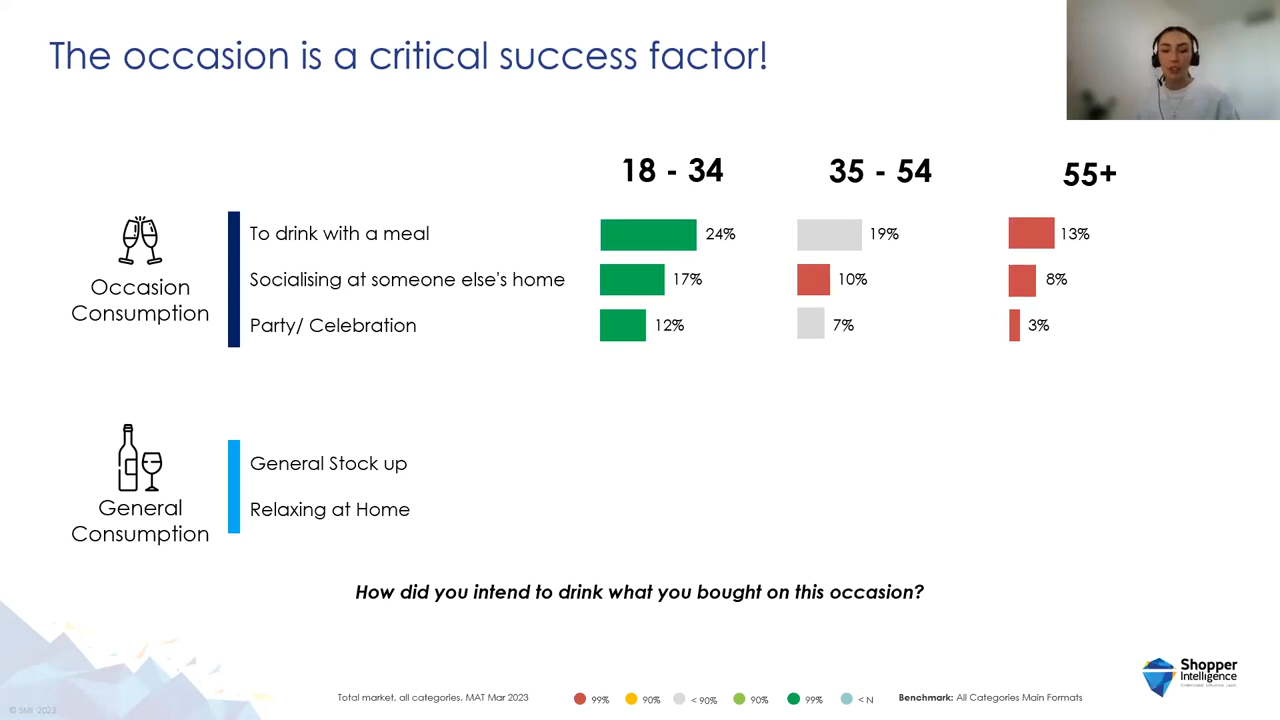 The occasion is a critical success factor!
18 - 34
35 - 54
55+
Occasion
Consumption
To drink with a meal
24%
19%
13%
Socialising at someone else's home
17%
10%
8%
Party/ Celebration
12%
7%
3%
General
Consumption
General Stock up
Relaxing at Home
How did you intend to drink what you bought on this occasion?
Total market, all categories, MAT Mar 2023
99%
90%
< 90%
90%
99%
< N
Benchmark: All Categories Main Formats
Shopper
Intelligence
© SMI 2023